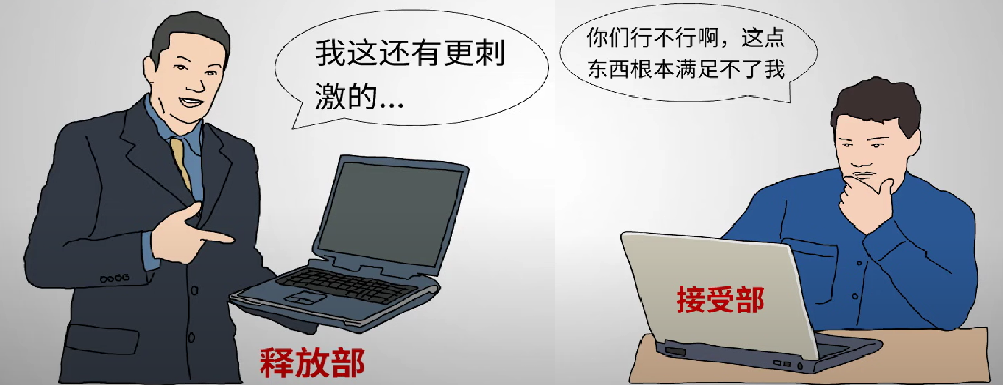 我这还有更刺
激的...
释放部
你们行不行啊，这点
东西根本满足不了我
接受部